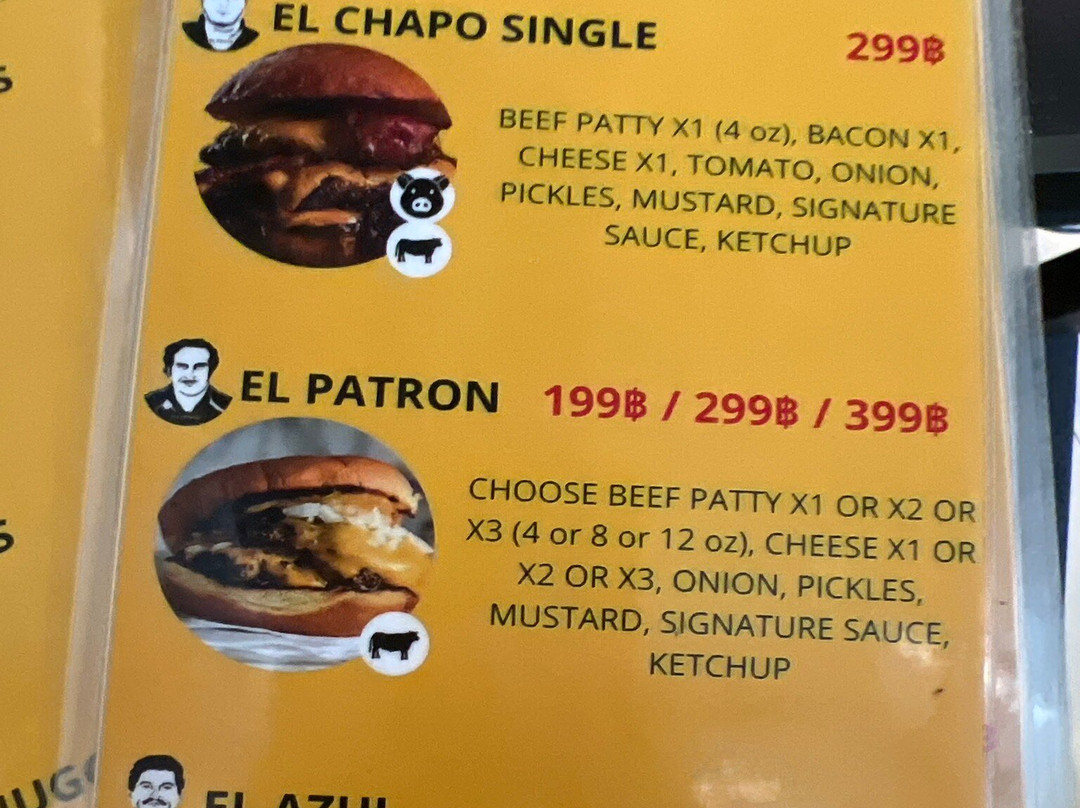 EL CHAPO SINGLE
299฿
BEEF PATTY X1 (4 oz), BACON X1,
CHEESE X1, TOMATO, ONION,
PICKLES, MUSTARD, SIGNATURE
SAUCE, KETCHUP
EL PATRON
199฿ / 299฿ / 399฿
CHOOSE BEEF PATTY X1 OR X2 OR
X3 (4 or 8 or 12 oz), CHEESE X1 OR
X2 OR X3, ONION, PICKLES,
MUSTARD, SIGNATURE SAUCE,
KETCHUP
EL AZUL